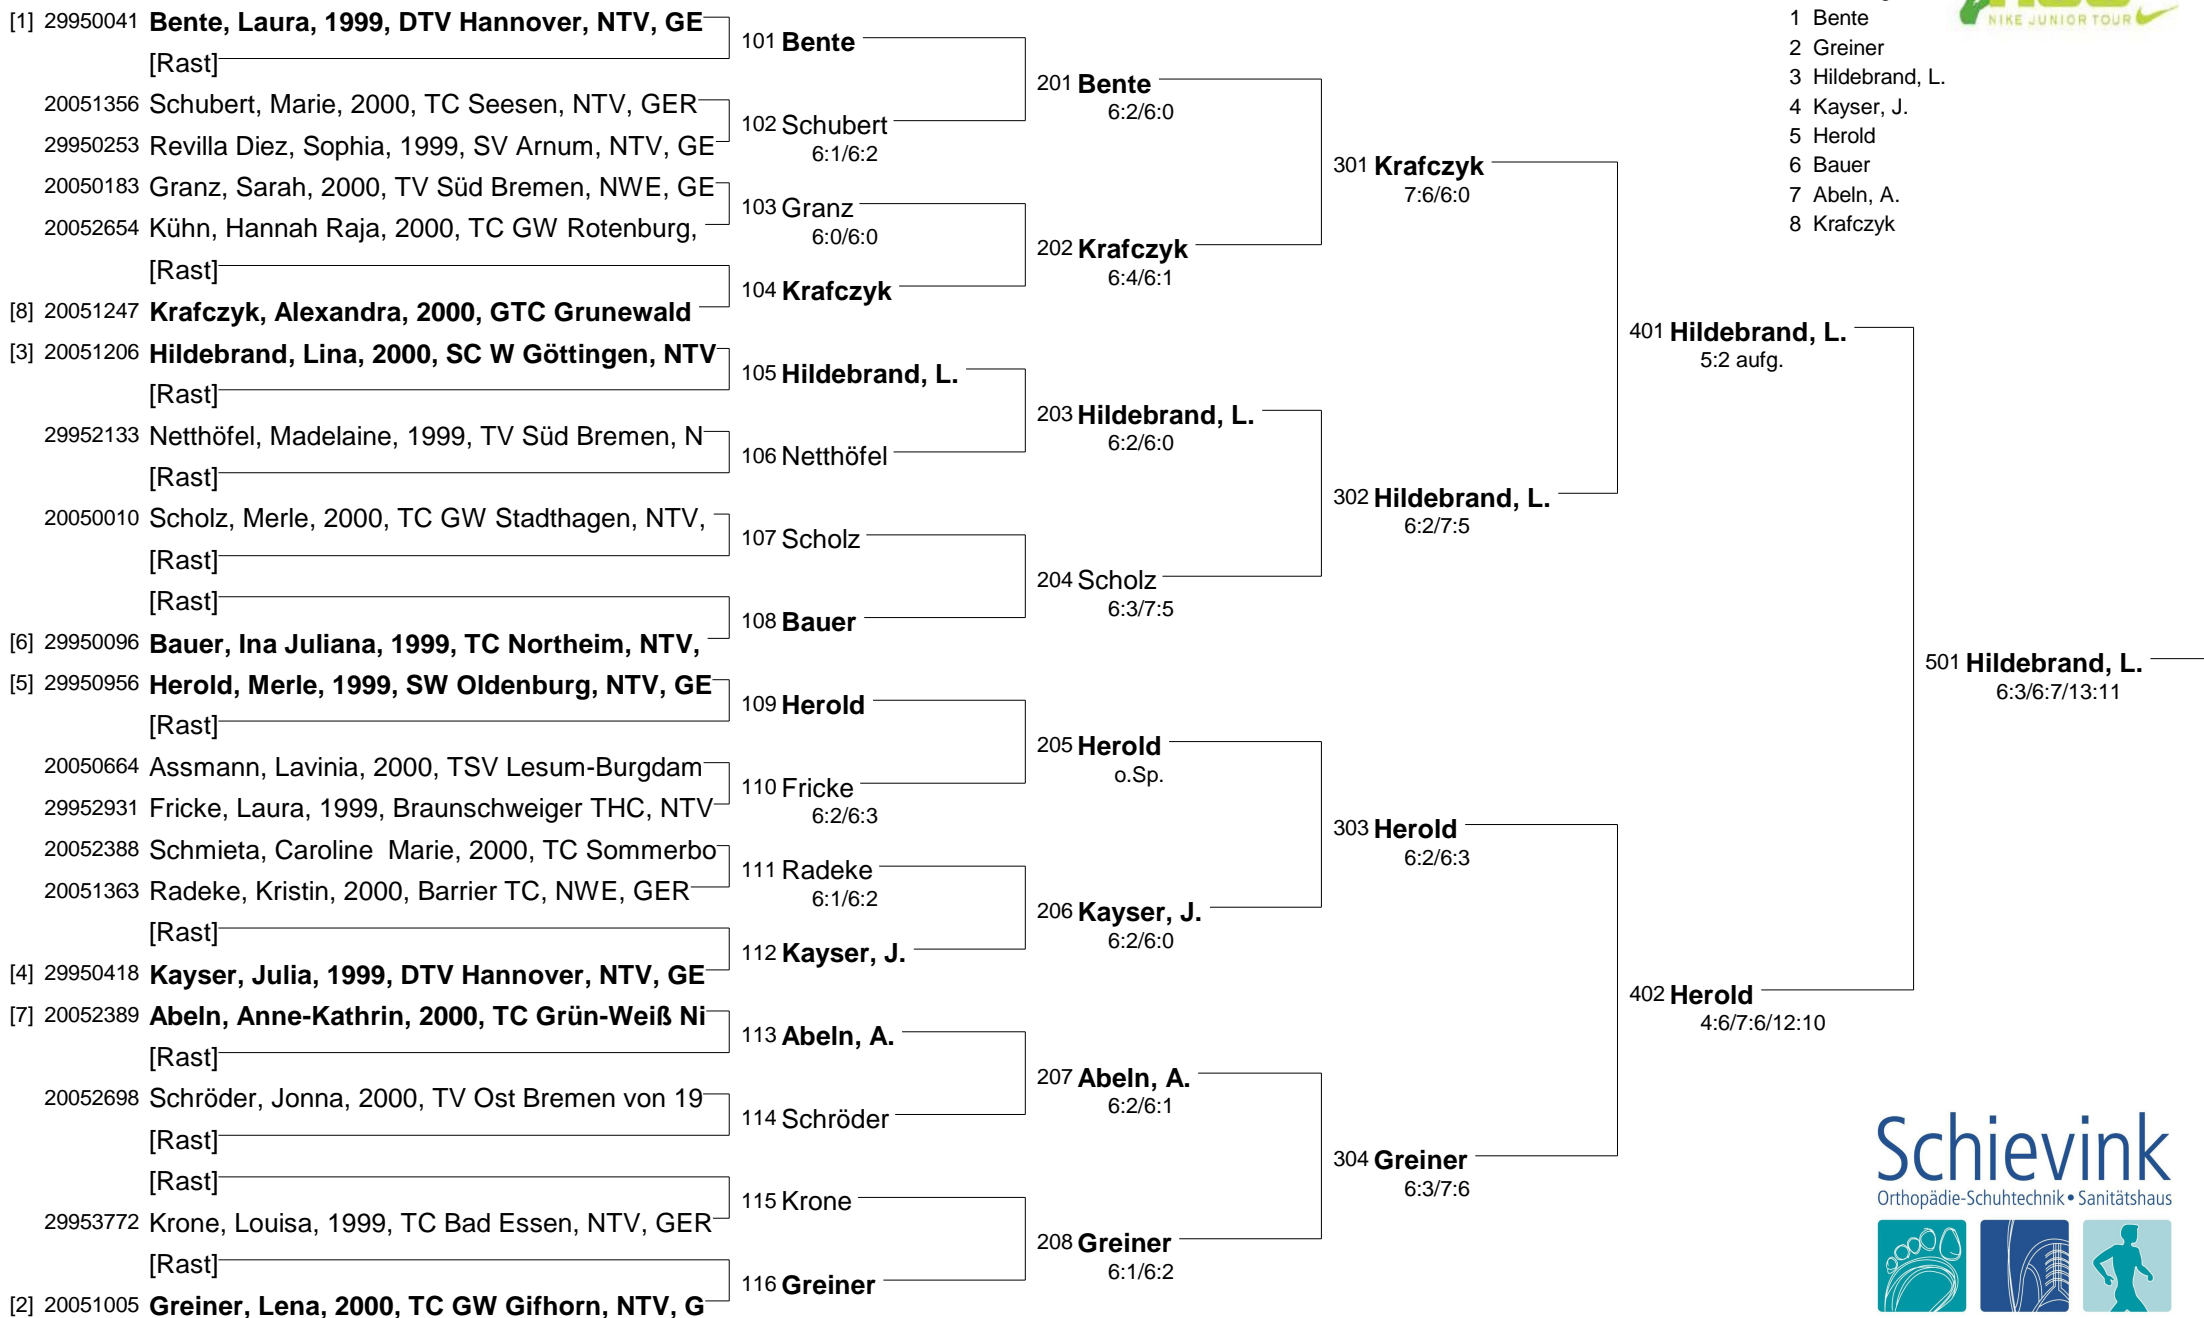 [1] 29950041 Bente, Laura, 1999, DTV Hannover, NTV, GE
[Rast]
20051356 Schubert, Marie, 2000, TC Seesen, NTV, GER
29950253 Revilla Diez, Sophia, 1999, SV Arnum, NTV, GE
20050183 Granz, Sarah, 2000, TV Süd Bremen, NWE, GE
20052654 Kühn, Hannah Raja, 2000, TC GW Rotenburg,
[Rast]
[8] 20051247 Krafczyk, Alexandra, 2000, GTC Grunewald
[3] 20051206 Hildebrand, Lina, 2000, SC W Göttingen, NTV
[Rast]
29952133 Netthöfel, Madelaine, 1999, TV Süd Bremen, N
[Rast]
20050010 Scholz, Merle, 2000, TC GW Stadthagen, NTV,
[Rast]
[Rast]
[6] 29950096 Bauer, Ina Juliana, 1999, TC Northeim, NTV,
[5] 29950956 Herold, Merle, 1999, SW Oldenburg, NTV, GE
[Rast]
20050664 Assmann, Lavinia, 2000, TSV Lesum-Burgdam
29952931 Fricke, Laura, 1999, Braunschweiger THC, NTV
20052388 Schmieta, Caroline  Marie, 2000, TC Sommerbo
20051363 Radeke, Kristin, 2000, Barrier TC, NWE, GER
[Rast]
[4] 29950418 Kayser, Julia, 1999, DTV Hannover, NTV, GE
[7] 20052389 Abeln, Anne-Kathrin, 2000, TC Grün-Weiß Ni
[Rast]
20052698 Schröder, Jonna, 2000, TV Ost Bremen von 19
[Rast]
[Rast]
29953772 Krone, Louisa, 1999, TC Bad Essen, NTV, GER
[Rast]
[2] 20051005 Greiner, Lena, 2000, TC GW Gifhorn, NTV, G
101 Bente
102 Schubert
6:1/6:2
103 Granz
6:0/6:0
104 Krafczyk
105 Hildebrand, L.
106 Netthöfel
107 Scholz
108 Bauer
109 Herold
110 Fricke
6:2/6:3
111 Radeke
6:1/6:2
112 Kayser, J.
113 Abeln, A.
114 Schröder
115 Krone
116 Greiner
201 Bente
6:2/6:0
202 Krafczyk
6:4/6:1
203 Hildebrand, L.
6:2/6:0
204 Scholz
6:3/7:5
205 Herold
o.Sp.
206 Kayser, J.
6:2/6:0
207 Abeln, A.
6:2/6:1
208 Greiner
6:1/6:2
301 Krafczyk
7:6/6:0
302 Hildebrand, L.
6:2/7:5
303 Herold
6:2/6:3
304 Greiner
6:3/7:6
401 Hildebrand, L.
5:2 aufg.
402 Herold
4:6/7:6/12:10
501 Hildebrand, L.
6:3/6:7/13:11
1 Bente
2 Greiner
3 Hildebrand, L.
4 Kayser, J.
5 Herold
6 Bauer
7 Abeln, A.
8 Krafczyk
NIKE JUNIOR TOUR
Schievink
Orthopädie-Schuhtechnik • Sanitätshaus